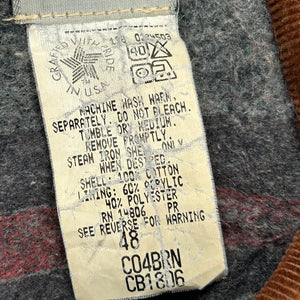 CRAFTED WITH PRIDE
IN U.S.A.
MACHINE WASH WARM.
SEPARATELY. DO NOT BLEACH.
TUMBLE DRY MEDIUM.
REMOVE PROMPTLY
STEAM IRON SHELL ONLY
WHEN DESIRED
SHELL: 100% COTTON
LINING: 60% ACRYLIC
40% POLYESTER
RN 14806 PR
SEE REVERSE FOR WARNING
48
C04BRN
CB1806